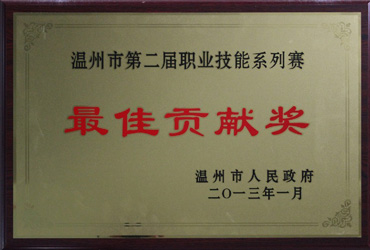 温州市第二届职业技能系列赛
最佳贡献奖
温州市人民政府
二〇一三年一月